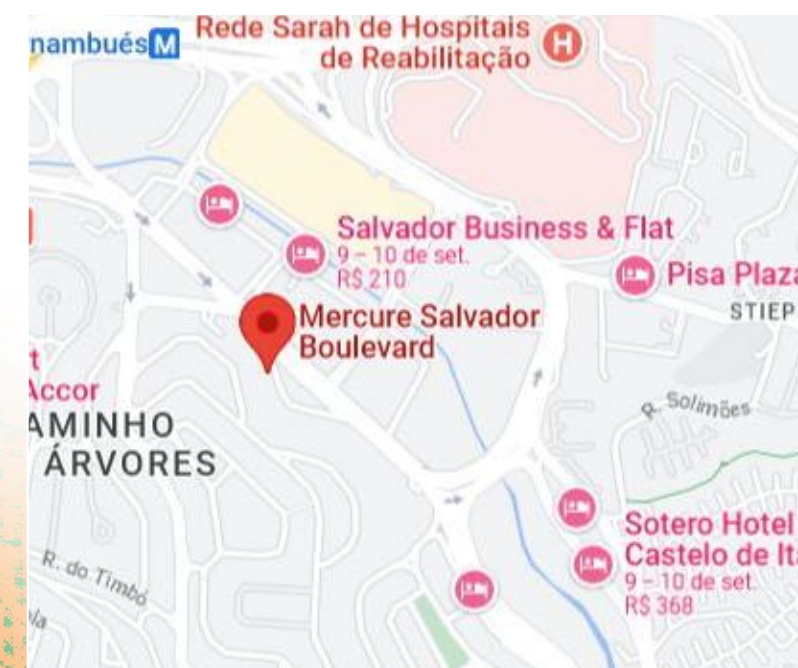 Rede Sarah de Hospitais
de Reabilitação
H
nambués M
Salvador Business & Flat
9 – 10 de set.
R$ 210
Pisa Plaza
STIEP
Mercure Salvador
Boulevard
t
Accor
AMINHO
ÁRVORES
R. Solimões
Sotero Hotel
Castelo de Ita
9 – 10 de set.
R$ 368
R. do Timbó